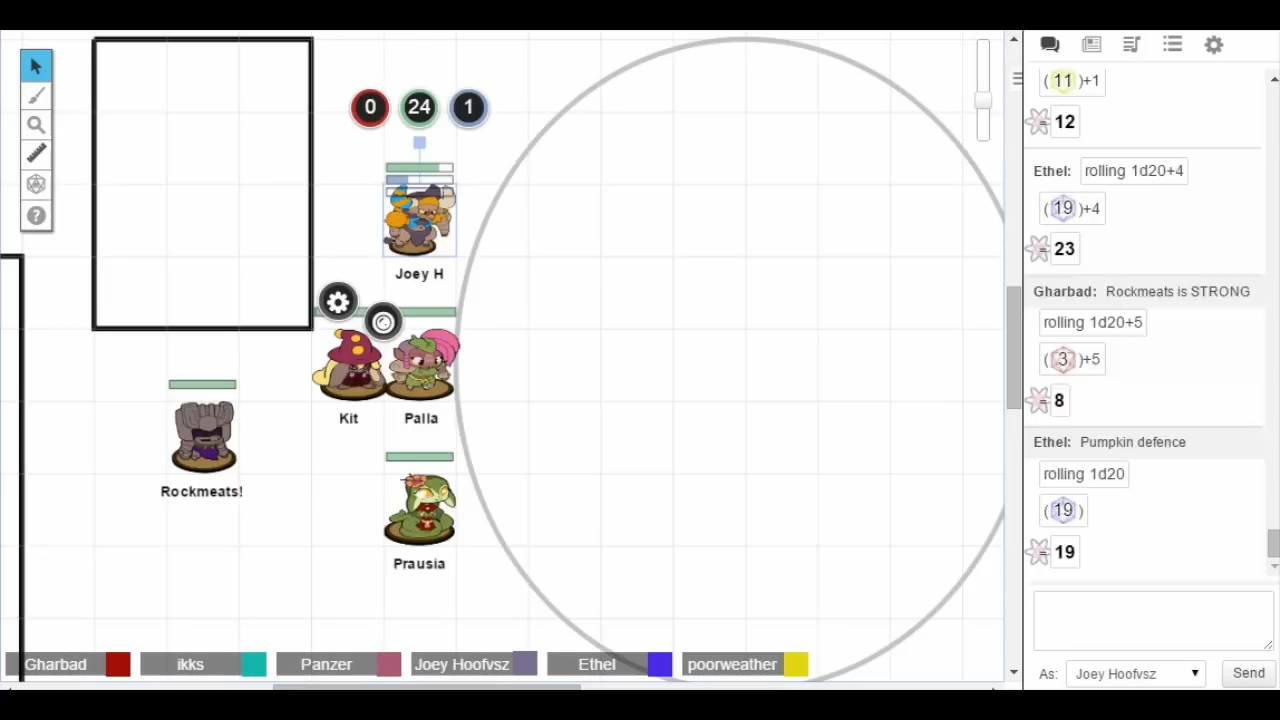 0 24 1
Joey H
Kit
Palla
Rockmeats!
Prausia
Gharbad
ikks
Panzer
Joey Hoofvsz
Ethel
poorweather
(11)+1
=12
Ethel: rolling 1d20+4
(19)+4
=23
Gharbad: Rockmeats is STRONG
rolling 1d20+5
(3)+5
=8
Ethel: Pumpkin defence
rolling 1d20
(19)
=19
As: Joey Hoofvsz
Send